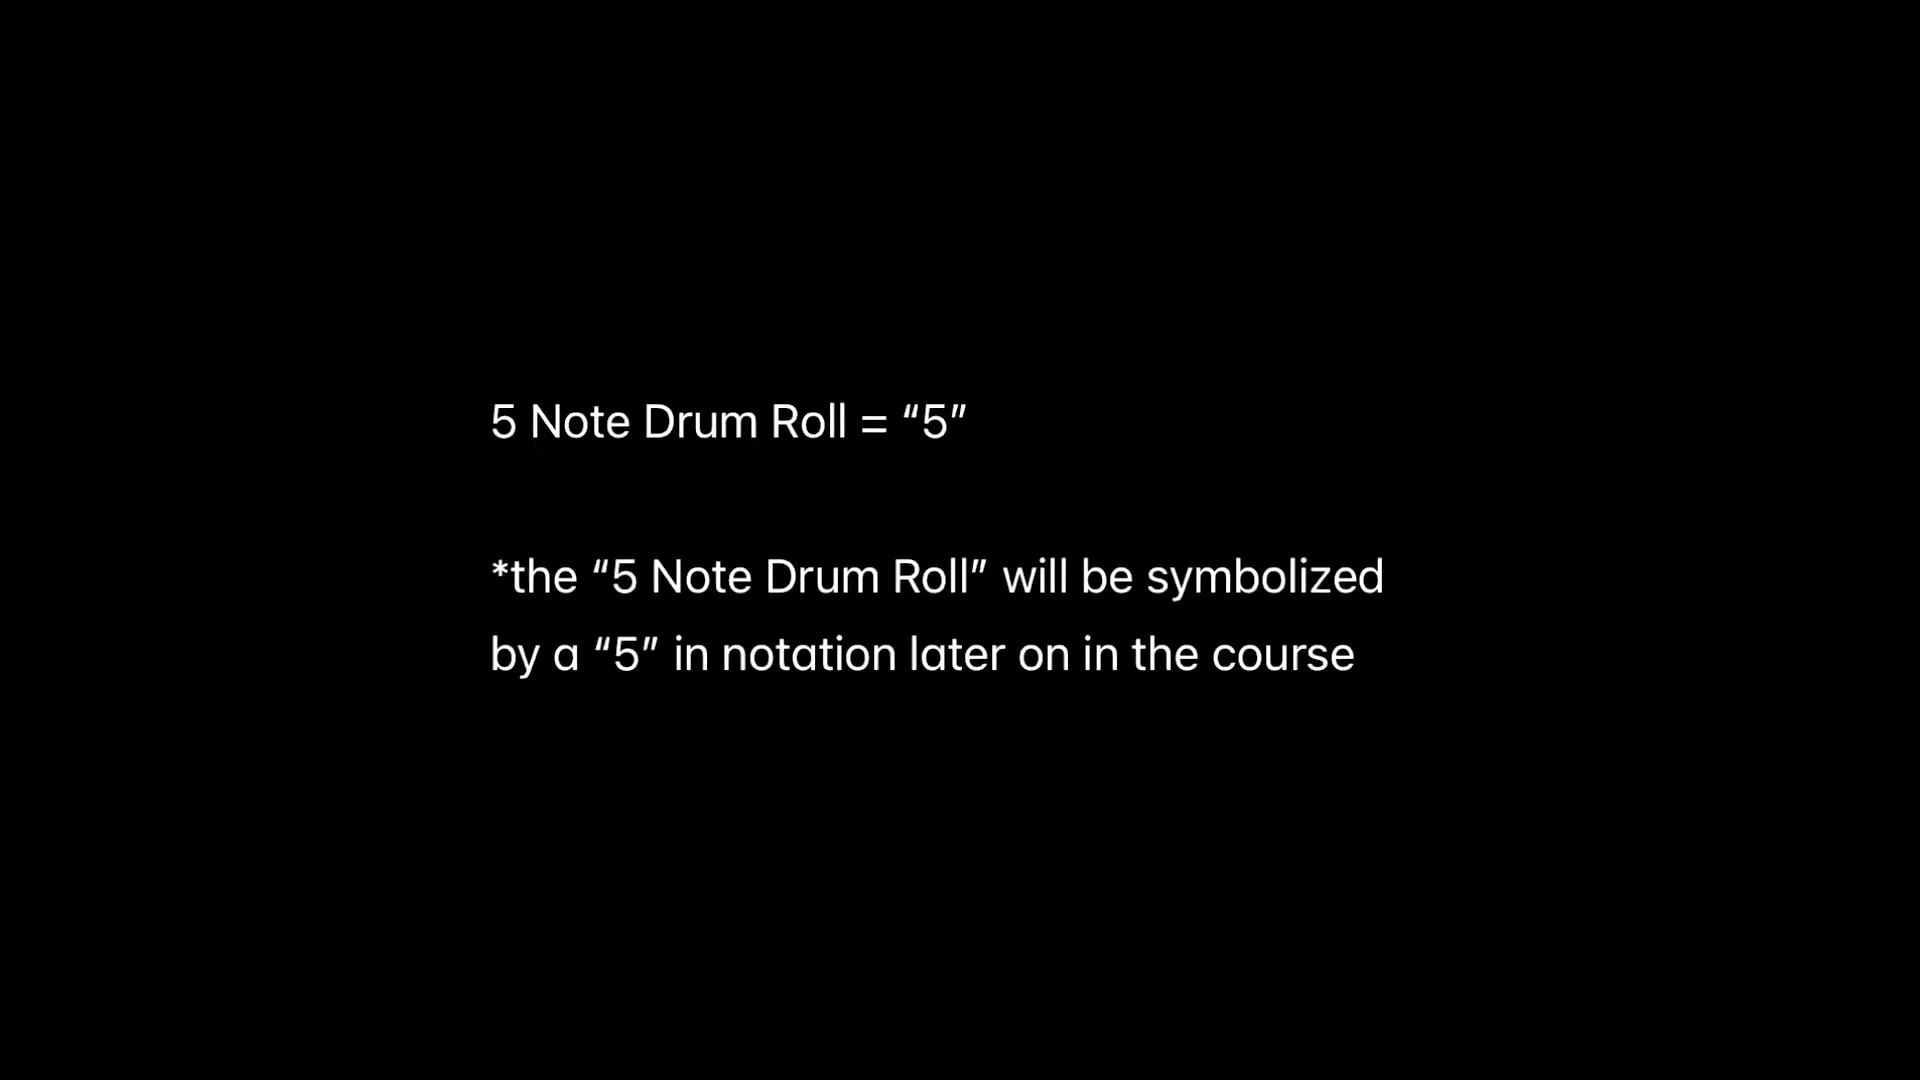 5 Note Drum Roll = “5”
*the “5 Note Drum Roll” will be symbolized
by a “5” in notation later on in the course